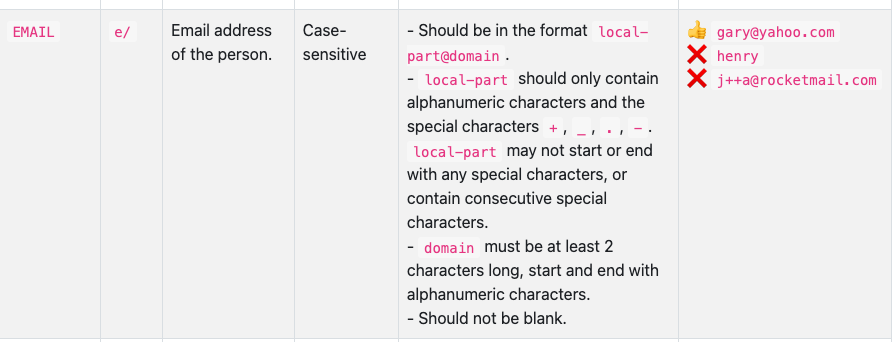 EMAIL
e/
Email address
of the person.
Case-
sensitive
- Should be in the format local-
part@domain.
- local-part should only contain
alphanumeric characters and the
special characters +, _, ., -.
local-part may not start or end
with any special characters, or
contain consecutive special
characters.
- domain must be at least 2
characters long, start and end with
alphanumeric characters.
- Should not be blank.
👍 gary@yahoo.com
❌ henry
❌ j++a@rocketmail.com